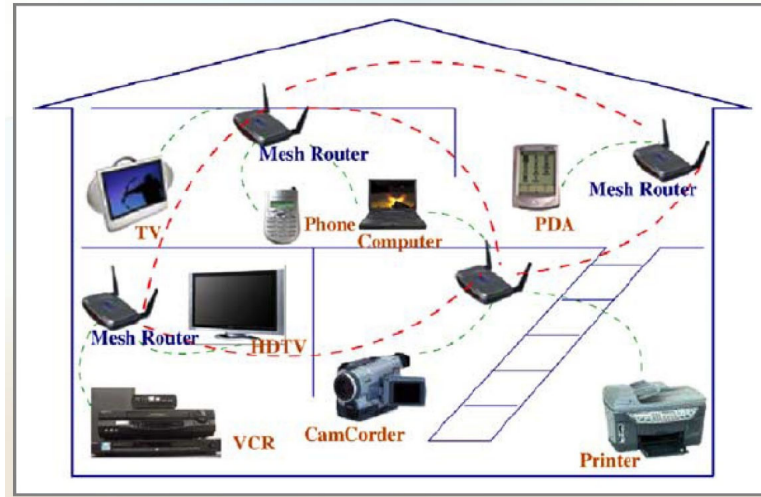 Mesh Router
Mesh Router
TV
Phone
Computer
PDA
Mesh Router
HDTV
VCR
CamCorder
Printer